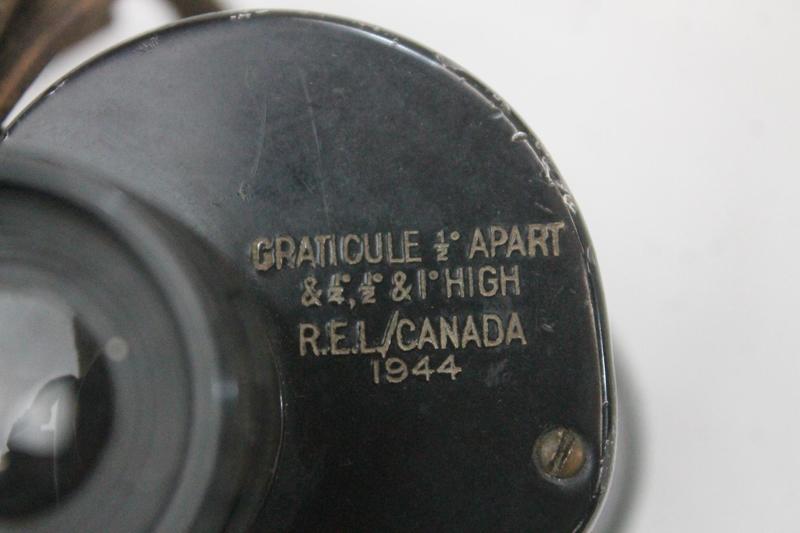 GRATICULE ½° APART
& ¼°, ½° & 1° HIGH
R.E.L/CANADA
1944